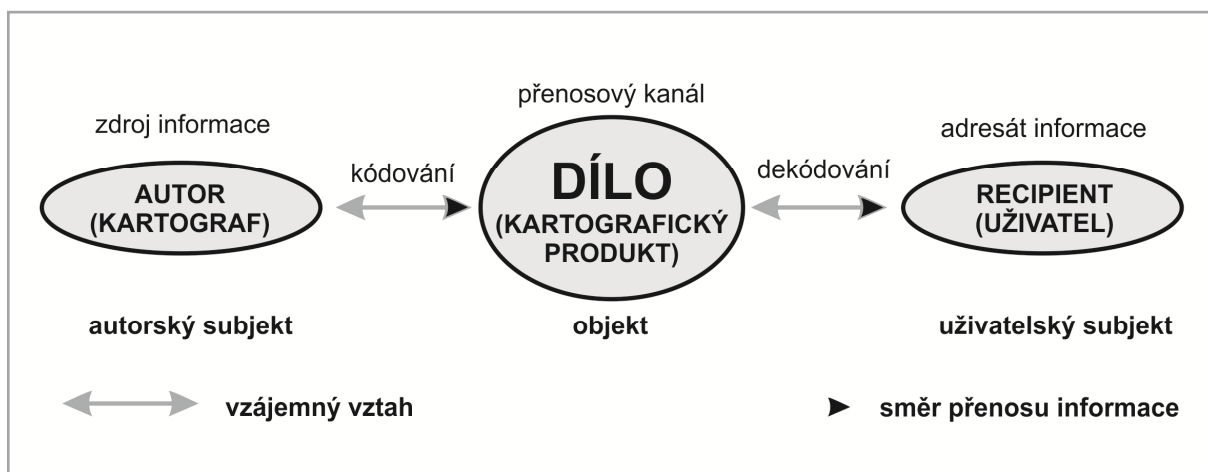 přenosový kanál
zdroj informace
adresát informace
kódování
dekódování
AUTOR
(KARTOGRAF)
DÍLO
(KARTOGRAFICKÝ
PRODUKT)
RECIPIENT
(UŽIVATEL)
autorský subjekt
objekt
uživatelský subjekt
vzájemný vztah
směr přenosu informace